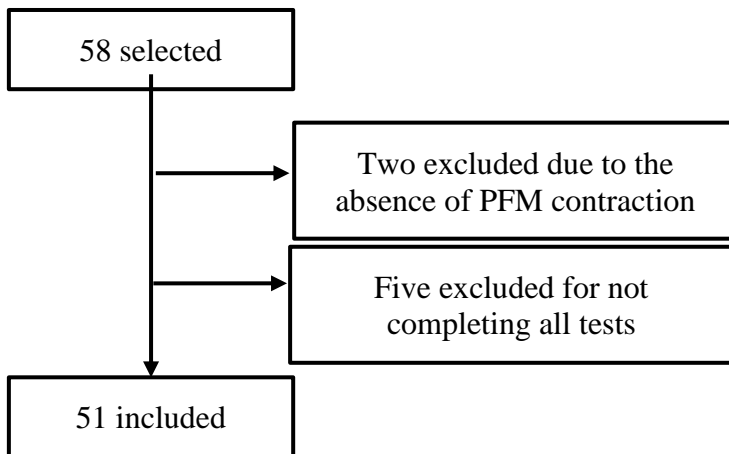 58 selected
Two excluded due to the
absence of PFM contraction
Five excluded for not
completing all tests
51 included